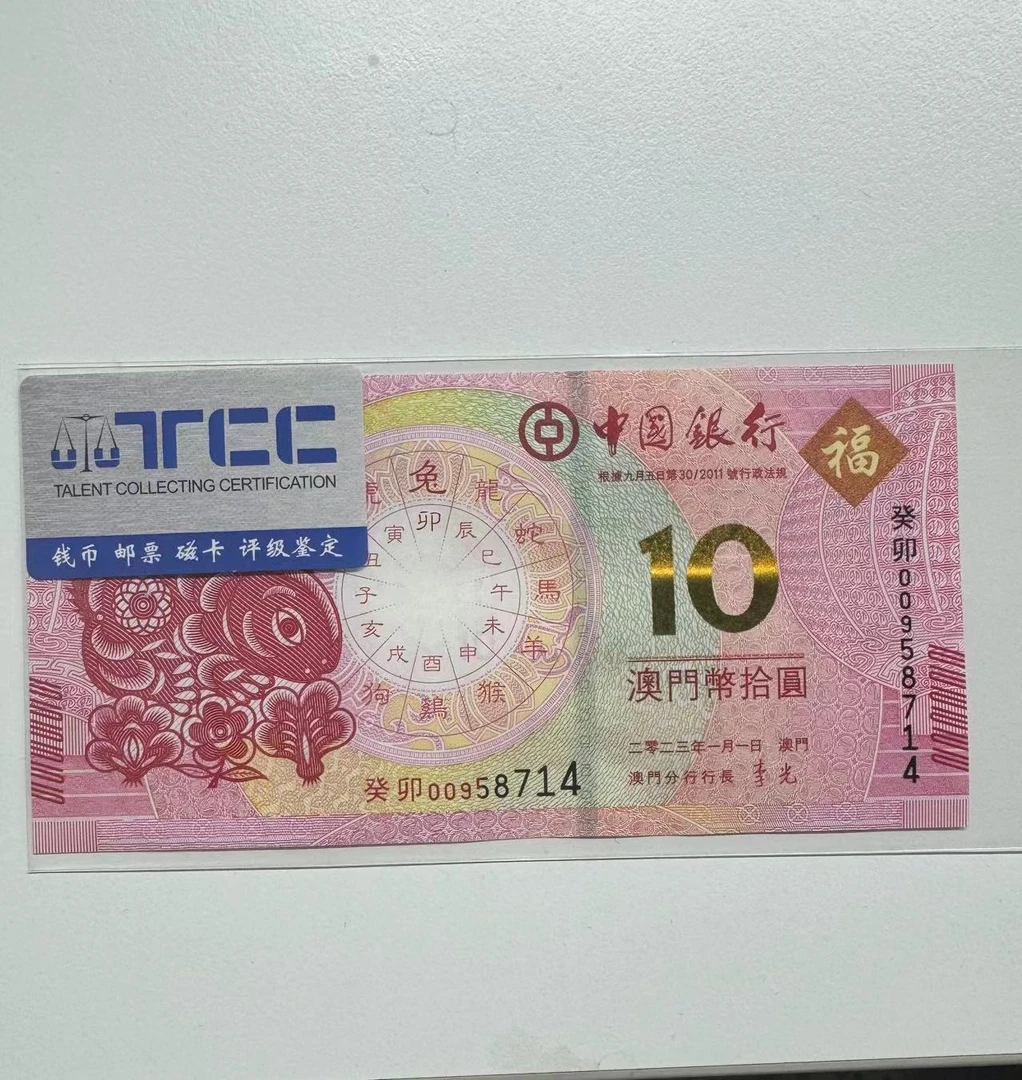 TCC
TALENT COLLECTING CERTIFICATION
钱币 邮票 磁卡 评级鉴定
中國銀行
根據九月五日第30/2011號行政法規
福
10
澳門幣拾圓
二零二三年一月一日 澳門
澳門分行行長 李光
癸卯00958714
癸卯00958714
兔
龍
蛇
馬
羊
猴
鷄
狗
虎
卯
辰
巳
午
未
申
酉
戌
亥
子
丑
寅